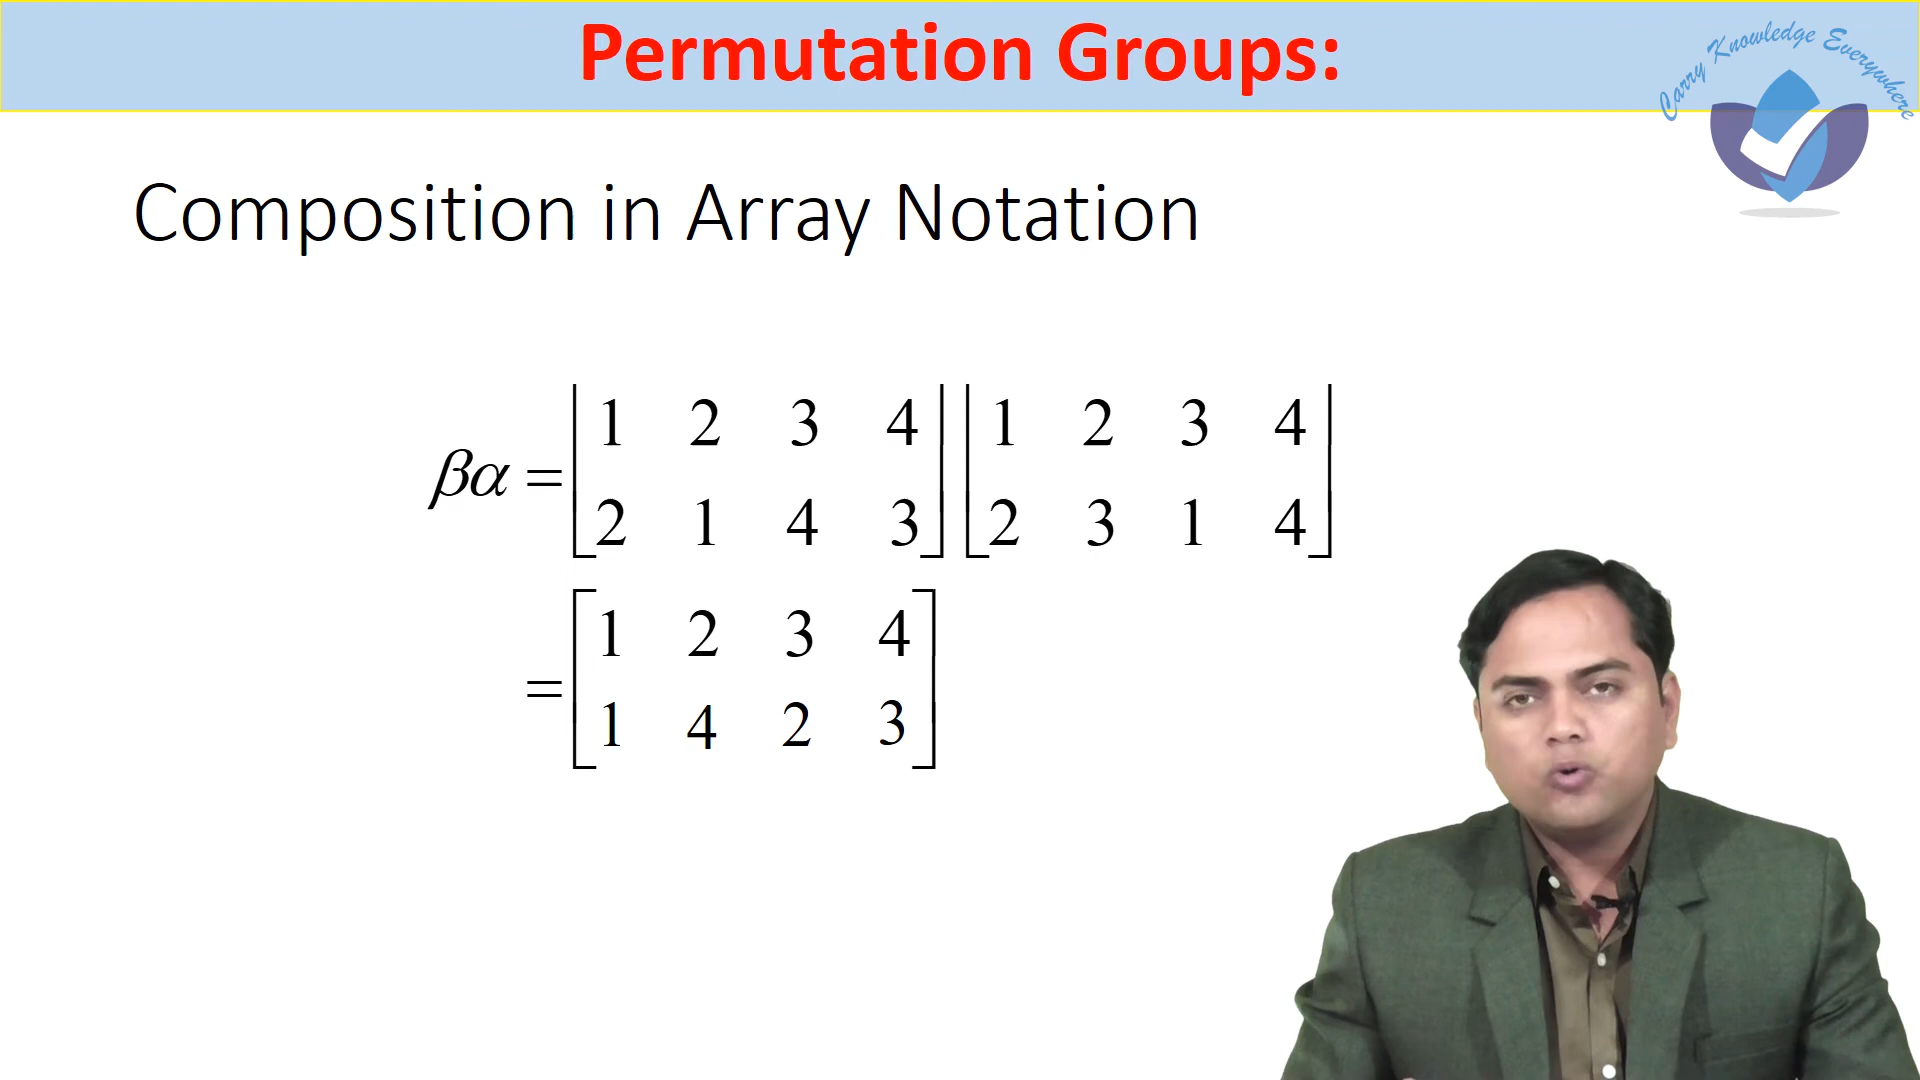 Permutation Groups:
Carry Knowledge Everywhere
Composition in Array Notation
βα = [1 2 3 4] [1 2 3 4]
[2 1 4 3] [2 3 1 4]
= [1 2 3 4]
[1 4 2 3]